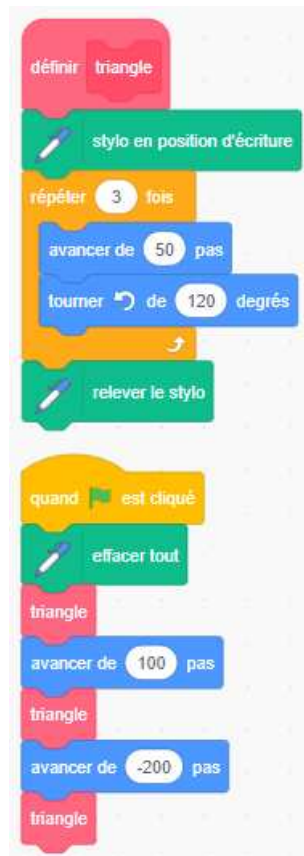 définir triangle
stylo en position d'écriture
répéter 3 fois
avancer de 50 pas
tourner de 120 degrés
relever le stylo
quand est cliqué
effacer tout
triangle
avancer de 100 pas
triangle
avancer de -200 pas
triangle